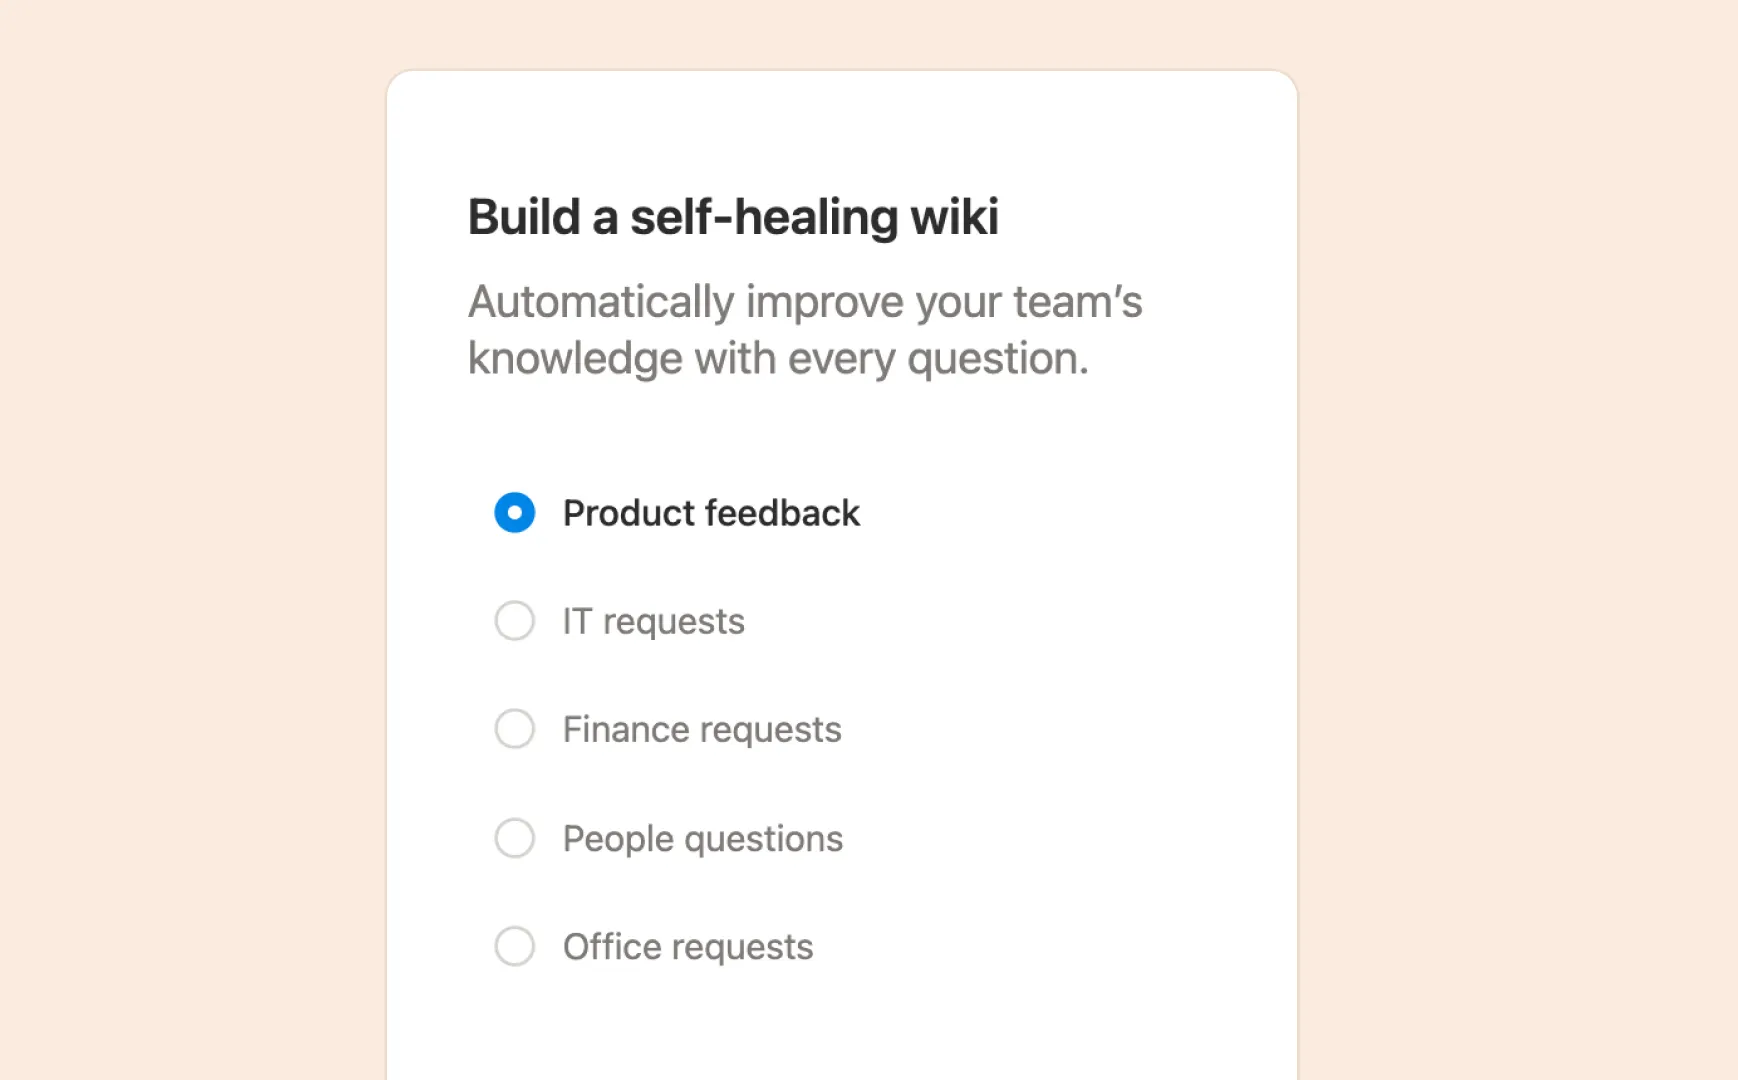 Build a self-healing wiki
Automatically improve your team’s
knowledge with every question.
Product feedback
IT requests
Finance requests
People questions
Office requests